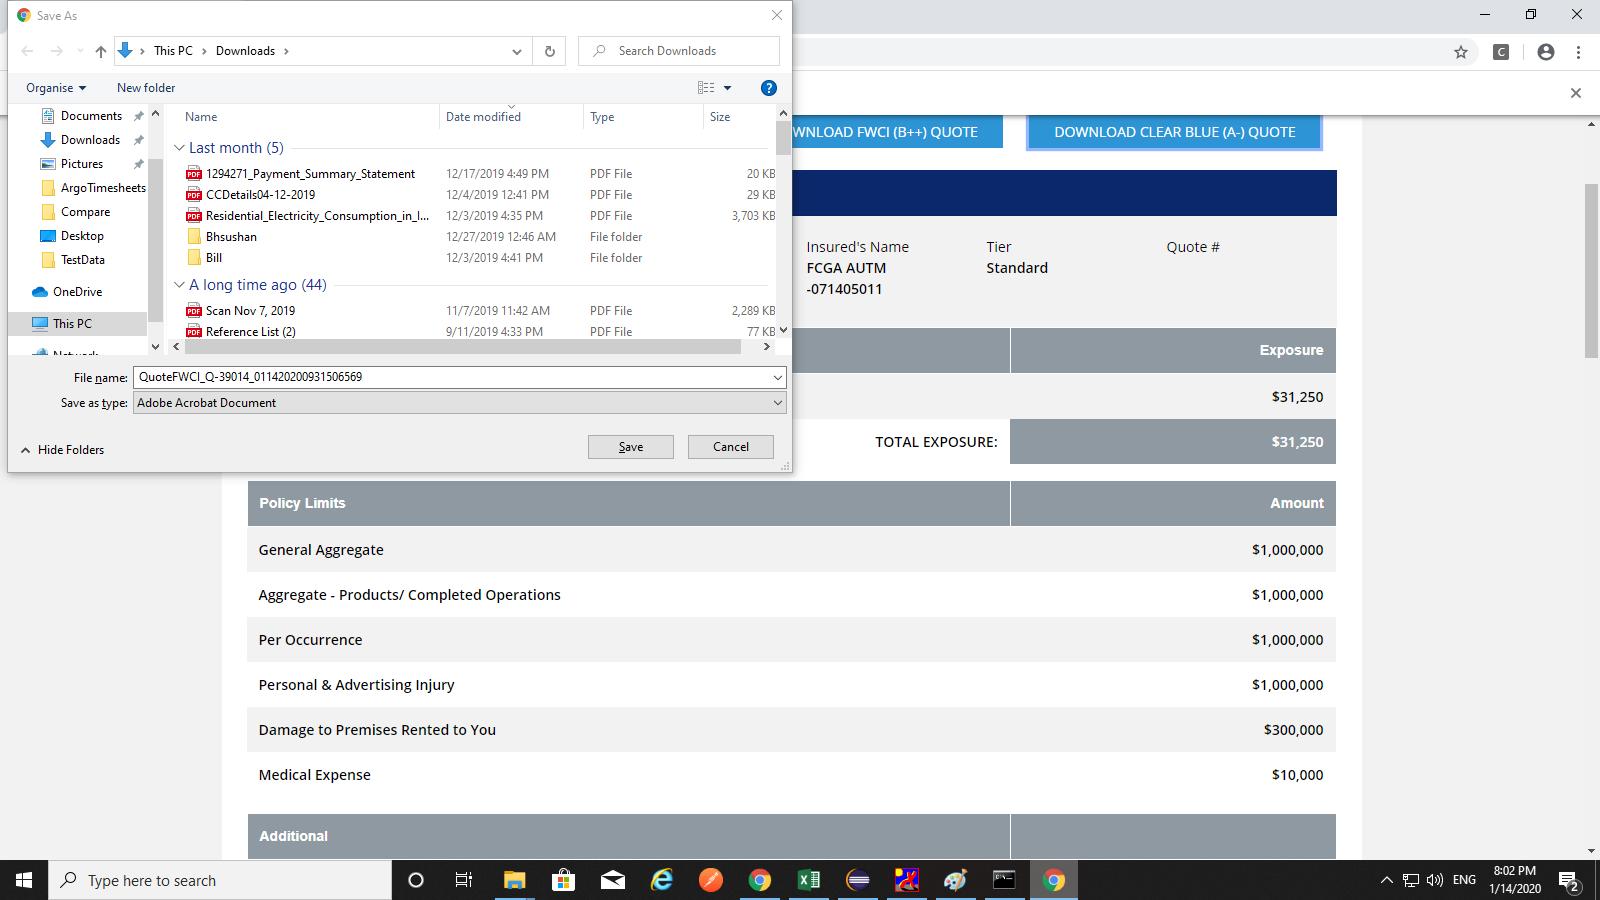 Save As
This PC
Downloads
Search Downloads
Organise
New folder
Documents
Downloads
Pictures
ArgoTimesheets
Compare
Desktop
TestData
OneDrive
This PC
Name
Date modified
Type
Size
Last month (5)
1294271_Payment_Summary_Statement 12/17/2019 4:49 PM PDF File 20 KB
CCDetails04-12-2019 12/4/2019 12:41 PM PDF File 29 KB
Residential_Electricity_Consumption_in_I... 12/3/2019 4:35 PM PDF File 3,703 KB
Bhsushan 12/27/2019 12:46 AM File folder
Bill 12/3/2019 4:41 PM File folder
A long time ago (44)
Scan Nov 7, 2019 11/7/2019 11:42 AM PDF File 2,289 KB
Reference List (2) 9/11/2019 4:33 PM PDF File 77 KB
File name: QuoteFWCI_Q-39014_011420200931506569
Save as type: Adobe Acrobat Document
Hide Folders
Save
Cancel
WNLOAD FWCI (B++) QUOTE
DOWNLOAD CLEAR BLUE (A-) QUOTE
Insured's Name
FCGA AUTM
-071405011
Tier
Standard
Quote #
Exposure
$31,250
TOTAL EXPOSURE: $31,250
Policy Limits Amount
General Aggregate $1,000,000
Aggregate - Products/ Completed Operations $1,000,000
Per Occurrence $1,000,000
Personal & Advertising Injury $1,000,000
Damage to Premises Rented to You $300,000
Medical Expense $10,000
Additional
Type here to search
ENG
8:02 PM
1/14/2020
2